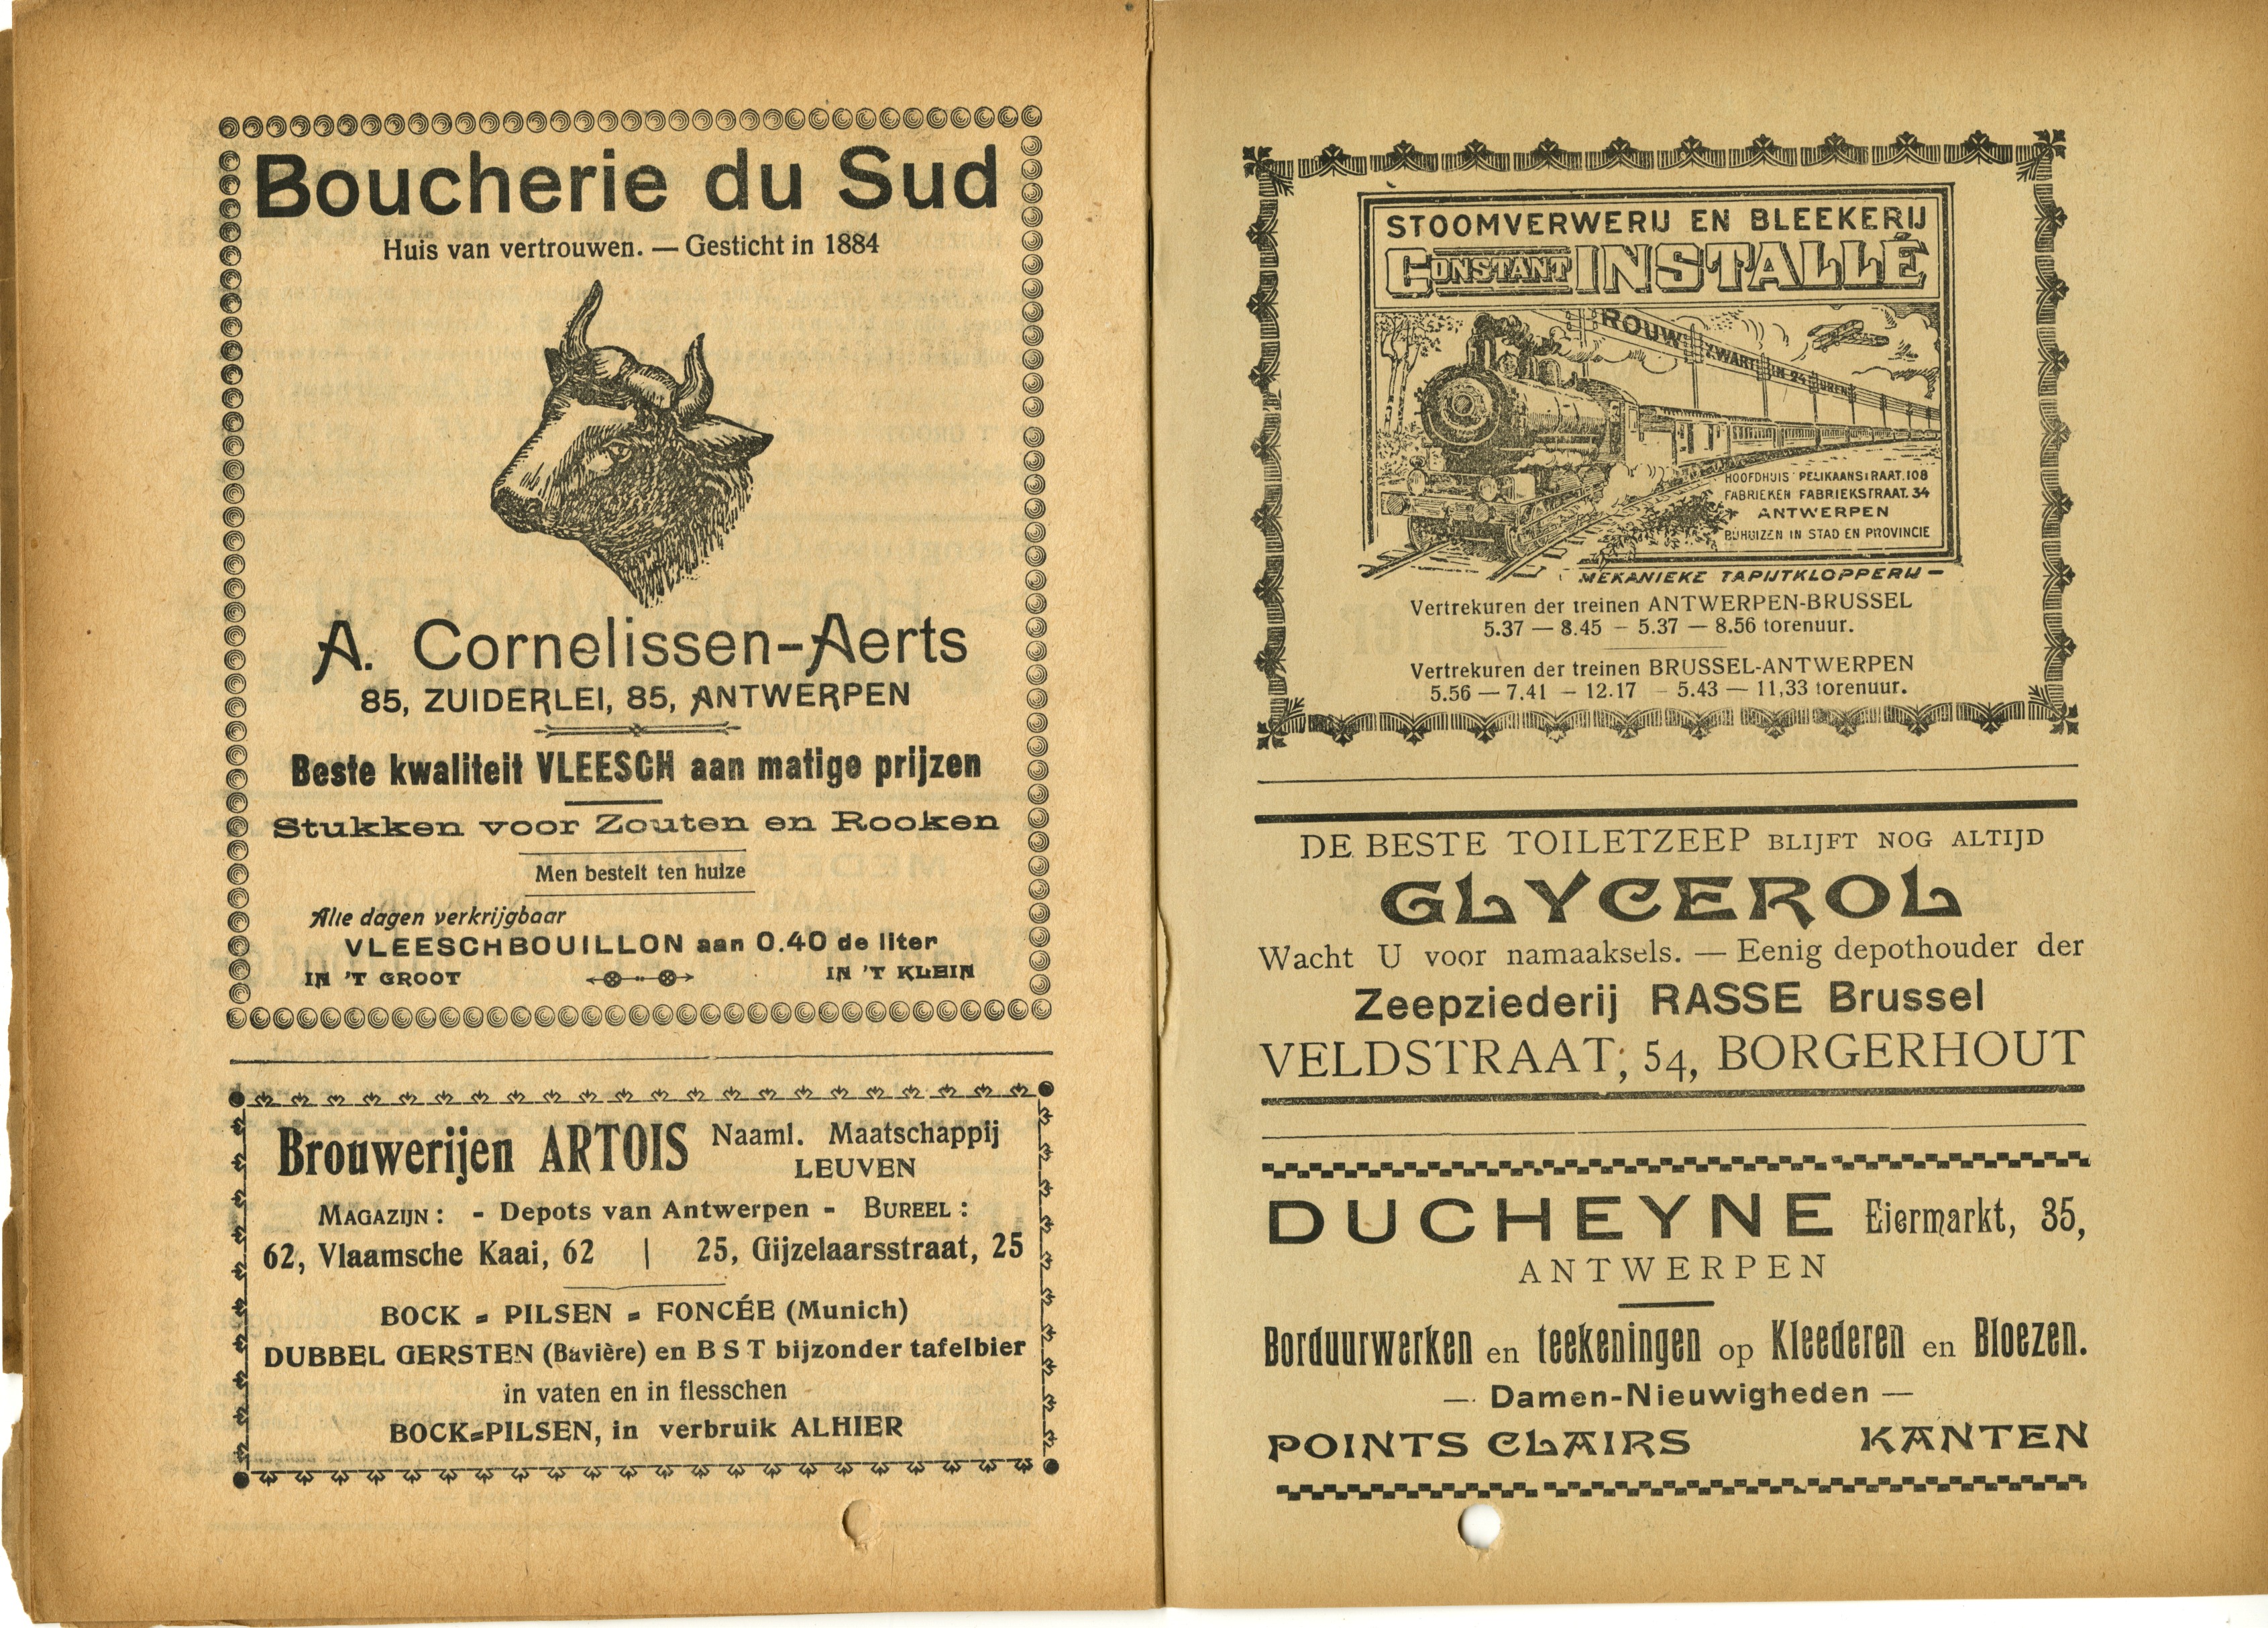 Boucherie du Sud
Huis van vertrouwen. — Gesticht in 1884
A. Cornelissen-Aerts
85, ZUIDERLEI, 85, ANTWERPEN
Beste kwaliteit VLEESCH aan matige prijzen
Stukken voor Zouten en Rooken
Men bestelt ten huize
Alle dagen verkrijgbaar
VLEESCHBOUILLON aan 0.40 de liter
IN 'T GROOT IN 'T KLEIN
Brouwerijen ARTOIS Naaml. Maatschappij
LEUVEN
MAGAZIJN : - Depots van Antwerpen - BUREEL :
62, Vlaamsche Kaai, 62 | 25, Gijzelaarsstraat, 25
BOCK = PILSEN = FONCÉE (Munich)
DUBBEL GERSTEN (Bavière) en B S T bijzonder tafelbier
in vaten en in flesschen
BOCK=PILSEN, in verbruik ALHIER
STOOMVERWERIJ EN BLEEKERIJ
CONSTANT INSTALLÉ
ROUW ZWART IN 24 UREN
HOOFDHUIS PELIKAANSTRAAT. 108
FABRIEKEN FABRIEKSTRAAT. 34
ANTWERPEN
BIJHUIZEN IN STAD EN PROVINCIE
MEKANIEKE TAPIJTKLOPPERIJ —
Vertrekuren der treinen ANTWERPEN-BRUSSEL
5.37 — 8.45 — 5.37 — 8.56 torenuur.
Vertrekuren der treinen BRUSSEL-ANTWERPEN
5.56 — 7.41 — 12.17 — 5.43 — 11,33 torenuur.
DE BESTE TOILETZEEP BLIJFT NOG ALTIJD
GLYCEROL
Wacht U voor namaaksels. — Eenig depothouder der
Zeepziederij RASSE Brussel
VELDSTRAAT; 54, BORGERHOUT
DUCHEYNE Eiermarkt, 35,
ANTWERPEN
Borduurwerken en teekeningen op Kleederen en Bloezen.
— Damen-Nieuwigheden —
POINTS CLAIRS KANTEN